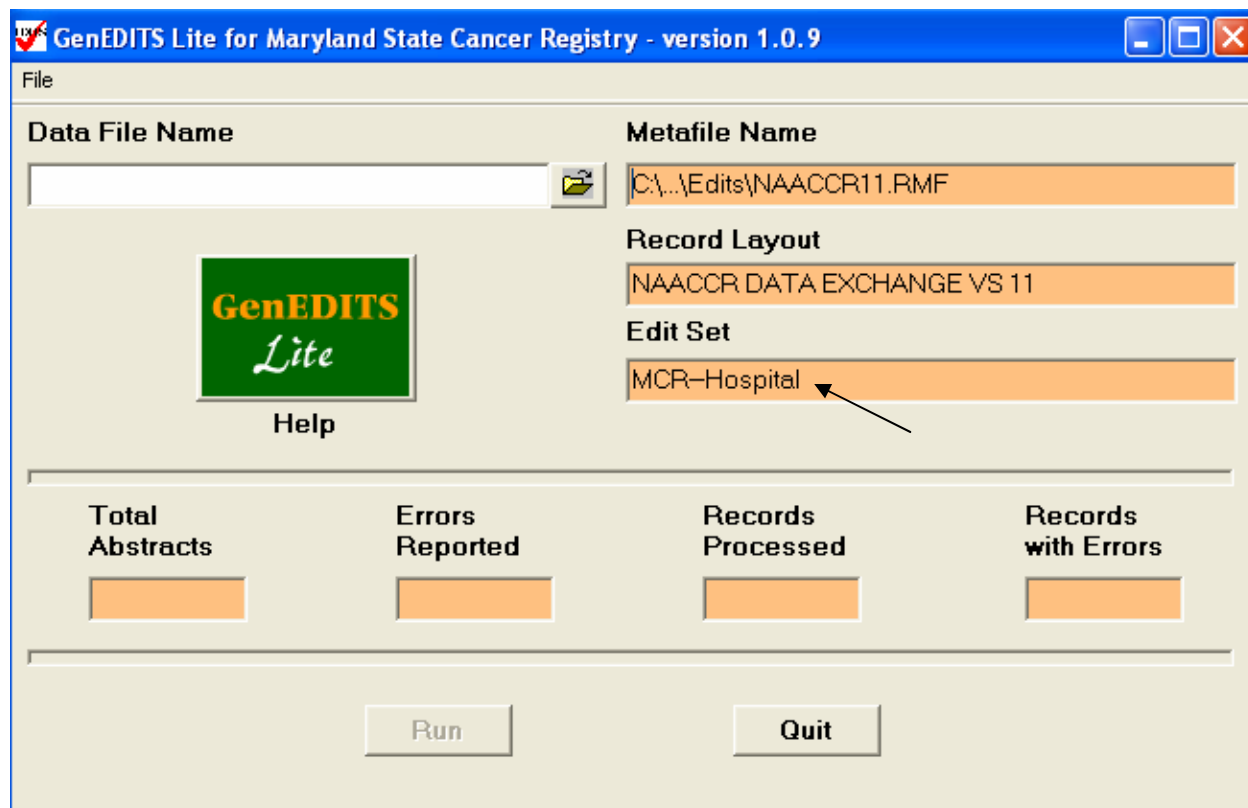 GenEDITS Lite for Maryland State Cancer Registry - version 1.0.9
File
Data File Name
Metafile Name
C:\...\Edits\NAACCR11.RMF
Record Layout
NAACCR DATA EXCHANGE VS 11
Edit Set
MCR-Hospital
GenEDITS
Lite
Help
Total
Abstracts
Errors
Reported
Records
Processed
Records
with Errors
Run
Quit